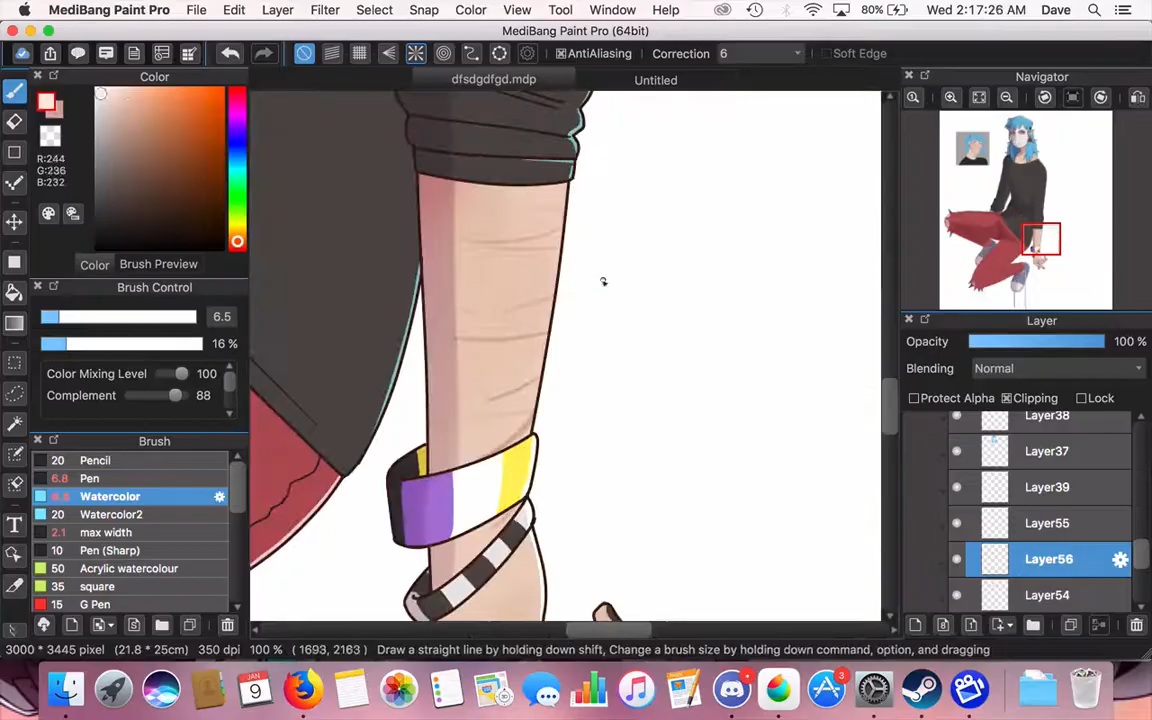 MediBang Paint Pro File Edit Layer Filter Select Snap Color View Tool Window Help 80% Wed 2:17:26 AM Dave
MediBang Paint Pro (64bit)
AntiAliasing Correction 6 Soft Edge
Color
dfsdgdfgd.mdp Untitled
Navigator
R:244
G:236
B:232
Color Brush Preview
Brush Control
6.5
16 %
Color Mixing Level 100
Complement 88
Brush
20 Pencil
6.8 Pen
6.5 Watercolor
20 Watercolor2
2.1 max width
10 Pen (Sharp)
50 Acrylic watercolour
35 square
15 G Pen
Layer
Opacity 100 %
Blending Normal
Protect Alpha Clipping Lock
Layer38
Layer37
Layer39
Layer55
Layer56
Layer54
3000 * 3445 pixel (21.8 * 25cm) 350 dpi 100 % (1693, 2163) Draw a straight line by holding down shift, Change a brush size by holding down command, option, and dragging
JAN
9
3